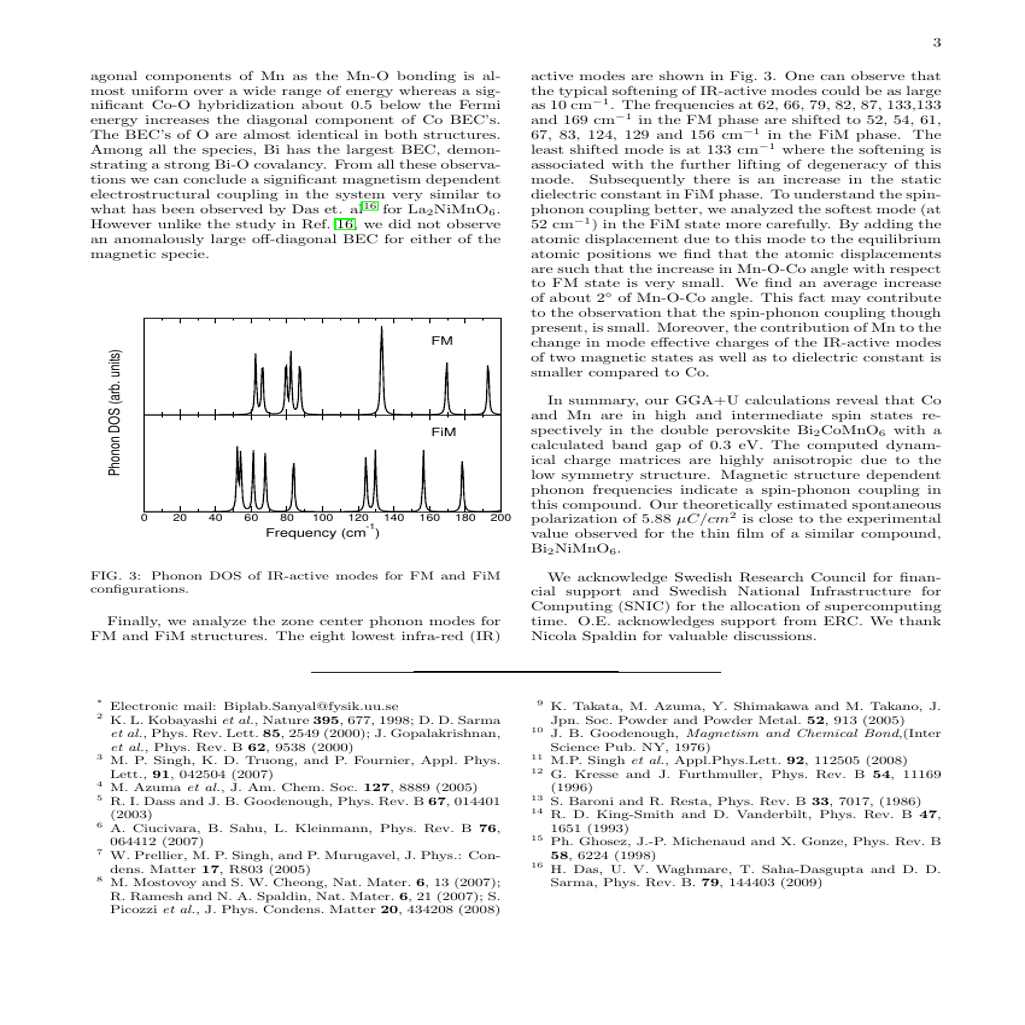 3
agonal components of Mn as the Mn-O bonding is al-
most uniform over a wide range of energy whereas a sig-
nificant Co-O hybridization about 0.5 below the Fermi
energy increases the diagonal component of Co BEC's.
The BEC's of O are almost identical in both structures.
Among all the species, Bi has the largest BEC, demon-
strating a strong Bi-O covalancy. From all these observa-
tions we can conclude a significant magnetism dependent
electrostructural coupling in the system very similar to
what has been observed by Das et. al[16] for La₂NiMnO₆.
However unlike the study in Ref. 16, we did not observe
an anomalously large off-diagonal BEC for either of the
magnetic specie.
FM
FiM
Phonon DOS (arb. units)
0 20 40 60 80 100 120 140 160 180 200
Frequency (cm⁻¹)
FIG. 3: Phonon DOS of IR-active modes for FM and FiM
configurations.
Finally, we analyze the zone center phonon modes for
FM and FiM structures. The eight lowest infra-red (IR)
active modes are shown in Fig. 3. One can observe that
the typical softening of IR-active modes could be as large
as 10 cm⁻¹. The frequencies at 62, 66, 79, 82, 87, 133,133
and 169 cm⁻¹ in the FM phase are shifted to 52, 54, 61,
67, 83, 124, 129 and 156 cm⁻¹ in the FiM phase. The
least shifted mode is at 133 cm⁻¹ where the softening is
associated with the further lifting of degeneracy of this
mode. Subsequently there is an increase in the static
dielectric constant in FiM phase. To understand the spin-
phonon coupling better, we analyzed the softest mode (at
52 cm⁻¹) in the FiM state more carefully. By adding the
atomic displacement due to this mode to the equilibrium
atomic positions we find that the atomic displacements
are such that the increase in Mn-O-Co angle with respect
to FM state is very small. We find an average increase
of about 2° of Mn-O-Co angle. This fact may contribute
to the observation that the spin-phonon coupling though
present, is small. Moreover, the contribution of Mn to the
change in mode effective charges of the IR-active modes
of two magnetic states as well as to dielectric constant is
smaller compared to Co.
In summary, our GGA+U calculations reveal that Co
and Mn are in high and intermediate spin states re-
spectively in the double perovskite Bi₂CoMnO₆ with a
calculated band gap of 0.3 eV. The computed dynam-
ical charge matrices are highly anisotropic due to the
low symmetry structure. Magnetic structure dependent
phonon frequencies indicate a spin-phonon coupling in
this compound. Our theoretically estimated spontaneous
polarization of 5.88 μC/cm² is close to the experimental
value observed for the thin film of a similar compound,
Bi₂NiMnO₆.
We acknowledge Swedish Research Council for finan-
cial support and Swedish National Infrastructure for
Computing (SNIC) for the allocation of supercomputing
time. O.E. acknowledges support from ERC. We thank
Nicola Spaldin for valuable discussions.
* Electronic mail: Biplab.Sanyal@fysik.uu.se
2 K. L. Kobayashi et al., Nature 395, 677, 1998; D. D. Sarma
et al., Phys. Rev. Lett. 85, 2549 (2000); J. Gopalakrishnan,
et al., Phys. Rev. B 62, 9538 (2000)
3 M. P. Singh, K. D. Truong, and P. Fournier, Appl. Phys.
Lett., 91, 042504 (2007)
4 M. Azuma et al., J. Am. Chem. Soc. 127, 8889 (2005)
5 R. I. Dass and J. B. Goodenough, Phys. Rev. B 67, 014401
(2003)
6 A. Ciucivara, B. Sahu, L. Kleinmann, Phys. Rev. B 76,
064412 (2007)
7 W. Prellier, M. P. Singh, and P. Murugavel, J. Phys.: Con-
dens. Matter 17, R803 (2005)
8 M. Mostovoy and S. W. Cheong, Nat. Mater. 6, 13 (2007);
R. Ramesh and N. A. Spaldin, Nat. Mater. 6, 21 (2007); S.
Picozzi et al., J. Phys. Condens. Matter 20, 434208 (2008)
9 K. Takata, M. Azuma, Y. Shimakawa and M. Takano, J.
Jpn. Soc. Powder and Powder Metal. 52, 913 (2005)
10 J. B. Goodenough, Magnetism and Chemical Bond,(Inter
Science Pub. NY, 1976)
11 M.P. Singh et al., Appl.Phys.Lett. 92, 112505 (2008)
12 G. Kresse and J. Furthmuller, Phys. Rev. B 54, 11169
(1996)
13 S. Baroni and R. Resta, Phys. Rev. B 33, 7017, (1986)
14 R. D. King-Smith and D. Vanderbilt, Phys. Rev. B 47,
1651 (1993)
15 Ph. Ghosez, J.-P. Michenaud and X. Gonze, Phys. Rev. B
58, 6224 (1998)
16 H. Das, U. V. Waghmare, T. Saha-Dasgupta and D. D.
Sarma, Phys. Rev. B. 79, 144403 (2009)